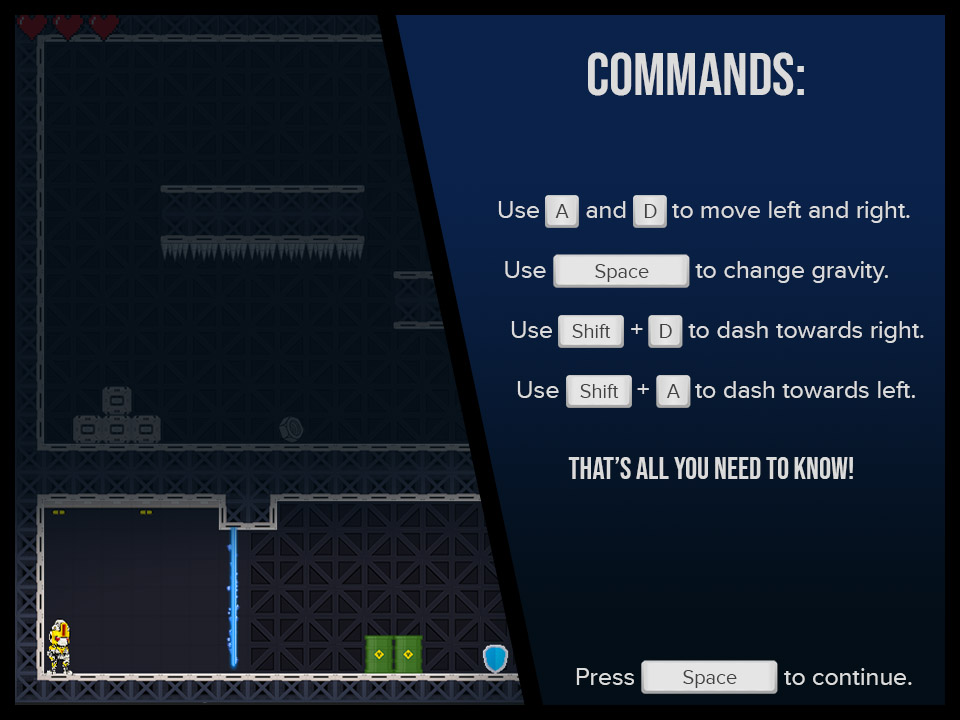 COMMANDS:
Use A and D to move left and right.
Use Space to change gravity.
Use Shift + D to dash towards right.
Use Shift + A to dash towards left.
THAT'S ALL YOU NEED TO KNOW!
Press Space to continue.